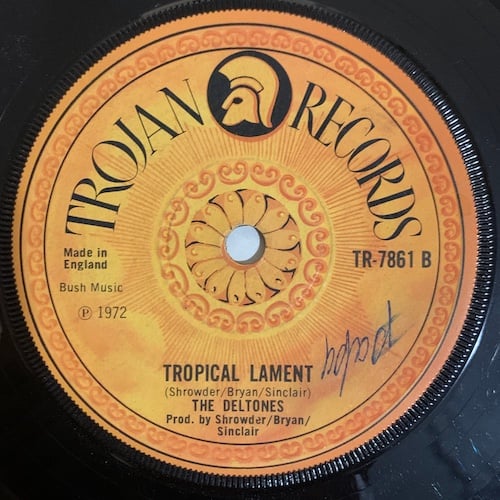 TROJAN RECORDS
Made in
England
TR-7861 B
Bush Music
℗ 1972
TROPICAL LAMENT
(Shrowder/Bryan/Sinclair)
THE DELTONES
Prod. by Shrowder/Bryan/
Sinclair